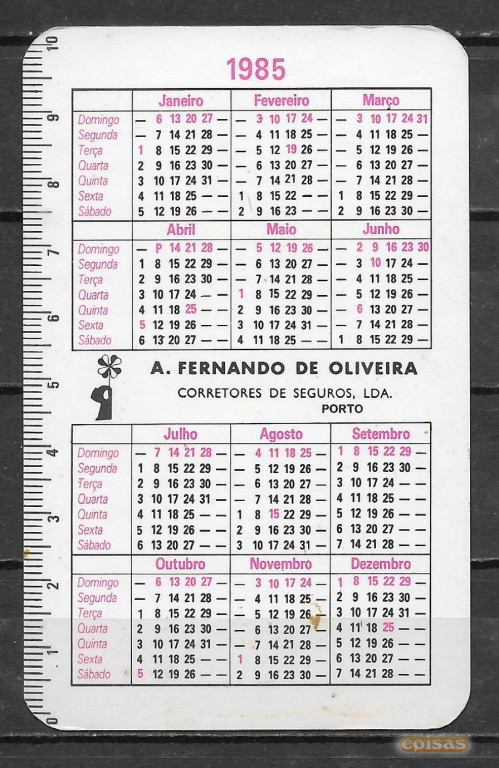 1985
Janeiro Fevereiro Março
Domingo – 6 13 20 27 – – 3 10 17 24 – 3 10 17 24 31
Segunda – 7 14 21 28 – – 4 11 18 25 – 4 11 18 25 –
Terça 1 8 15 22 29 – – 5 12 19 26 – 5 12 19 26 –
Quarta 2 9 16 23 30 – – 6 13 20 27 – 6 13 20 27 –
Quinta 3 10 17 24 31 – – 7 14 21 28 – 7 14 21 28 –
Sexta 4 11 18 25 – – 1 8 15 22 – 1 8 15 22 29 –
Sábado 5 12 19 26 – – 2 9 16 23 – 2 9 16 23 30 –
Abril Maio Junho
Domingo – P 14 21 28 – 5 12 19 26 – 2 9 16 23 30
Segunda 1 8 15 22 29 – 6 13 20 27 – 3 10 17 24 –
Terça 2 9 16 23 30 – 7 14 21 28 – 4 11 18 25 –
Quarta 3 10 17 24 – 1 8 15 22 29 – 5 12 19 26 –
Quinta 4 11 18 25 – 2 9 16 23 30 – 6 13 20 27 –
Sexta 5 12 19 26 – 3 10 17 24 31 – 7 14 21 28 –
Sábado 6 13 20 27 – 4 11 18 25 – 1 8 15 22 29 –
A. FERNANDO DE OLIVEIRA
CORRETORES DE SEGUROS, LDA.
PORTO
Julho Agosto Setembro
Domingo – 7 14 21 28 – – 4 11 18 25 1 8 15 22 29 –
Segunda 1 8 15 22 29 – – 5 12 19 26 2 9 16 23 30 –
Terça 2 9 16 23 30 – – 6 13 20 27 3 10 17 24 – –
Quarta 3 10 17 24 31 – – 7 14 21 28 4 11 18 25 – –
Quinta 4 11 18 25 – – 1 8 15 22 29 5 12 19 26 – –
Sexta 5 12 19 26 – – 2 9 16 23 30 6 13 20 27 – –
Sábado 6 13 20 27 – – 3 10 17 24 31 7 14 21 28 – –
Outubro Novembro Dezembro
Domingo – 6 13 20 27 – – 3 10 17 24 1 8 15 22 29 –
Segunda – 7 14 21 28 – – 4 11 18 25 2 9 16 23 30 –
Terça 1 8 15 22 29 – – 5 12 19 26 3 10 17 24 31 –
Quarta 2 9 16 23 30 – – 6 13 20 27 4 11 18 25 – –
Quinta 3 10 17 24 31 – – 7 14 21 28 5 12 19 26 – –
Sexta 4 11 18 25 – – 1 8 15 22 29 6 13 20 27 – –
Sábado 5 12 19 26 – – 2 9 16 23 30 7 14 21 28 – –
0 1 2 3 4 5 6 7 8 9 10
coisas